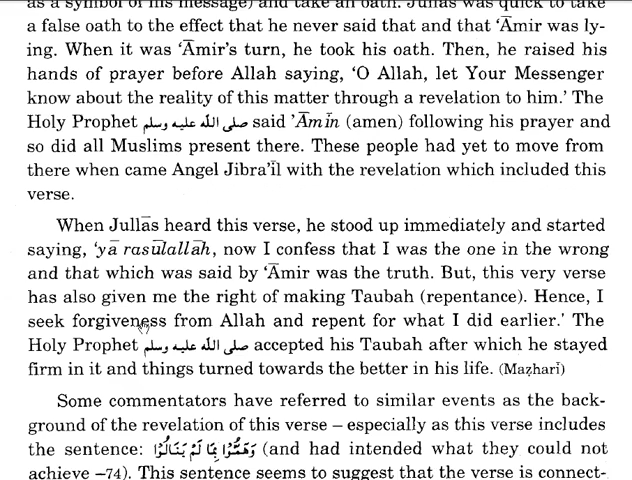 as a symbol of his message) and take an oath. Jullas was quick to take
a false oath to the effect that he never said that and that ‘Āmir was ly-
ing. When it was ‘Āmir's turn, he took his oath. Then, he raised his
hands of prayer before Allah saying, ‘O Allah, let Your Messenger
know about the reality of this matter through a revelation to him.’ The
Holy Prophet صلى الله عليه وسلم said ’Āmīn (amen) following his prayer and
so did all Muslims present there. These people had yet to move from
there when came Angel Jibra’īl with the revelation which included this
verse.
When Jullās heard this verse, he stood up immediately and started
saying, ‘yā rasūlallāh, now I confess that I was the one in the wrong
and that which was said by ‘Āmir was the truth. But, this very verse
has also given me the right of making Taubah (repentance). Hence, I
seek forgiveness from Allah and repent for what I did earlier.’ The
Holy Prophet صلى الله عليه وسلم accepted his Taubah after which he stayed
firm in it and things turned towards the better in his life. (Maẓharī)
Some commentators have referred to similar events as the back-
ground of the revelation of this verse – especially as this verse includes
the sentence: وَهَمُّوْا بِمَا لَمْ يَنَالُوْا (and had intended what they could not
achieve –74). This sentence seems to suggest that the verse is connect-